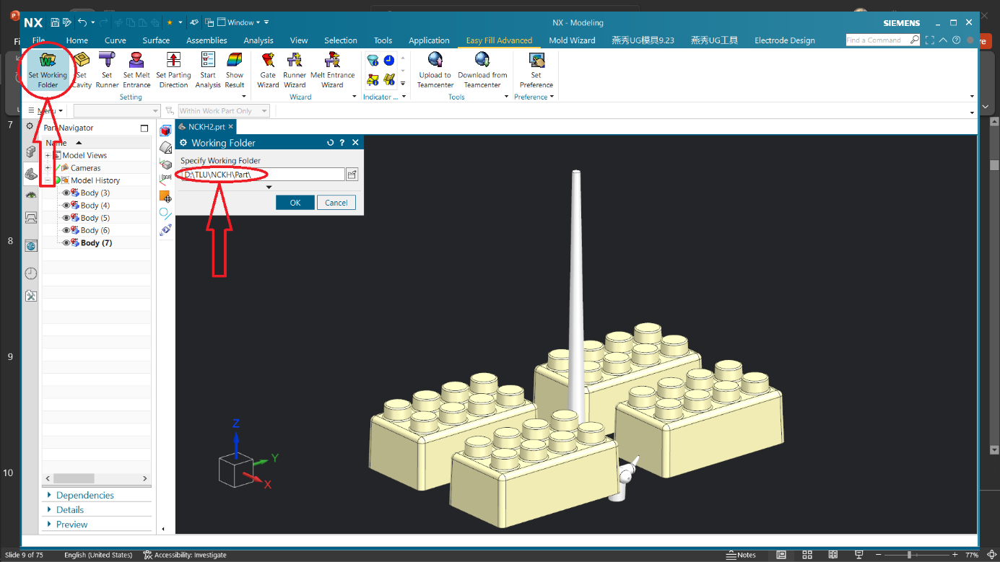 NX
Window
NX - Modeling
SIEMENS
File Home Curve Surface Assemblies Analysis View Selection Tools Application Easy Fill Advanced Mold Wizard 燕秀UG模具9.23 燕秀UG工具 Electrode Design
Find a Command
Set Working Folder
Set Cavity
Set Runner
Set Melt Entrance
Set Parting Direction
Start Analysis
Show Result
Gate Wizard
Runner Wizard
Melt Entrance Wizard
Upload to Teamcenter
Download from Teamcenter
Set Preference
Setting Wizard Indicator ... Tools Preference
Menu
Within Work Part Only
7
8
9
10
Part Navigator
Name
Model Views
Cameras
Model History
Body (3)
Body (4)
Body (5)
Body (6)
Body (7)
Dependencies
Details
Preview
NCKH2.prt
Working Folder
?
Specify Working Folder
D:\TLU\NCKH\Part\
OK Cancel
Z
Y
X
Slide 9 of 75 English (United States) Accessibility: Investigate Notes 77%